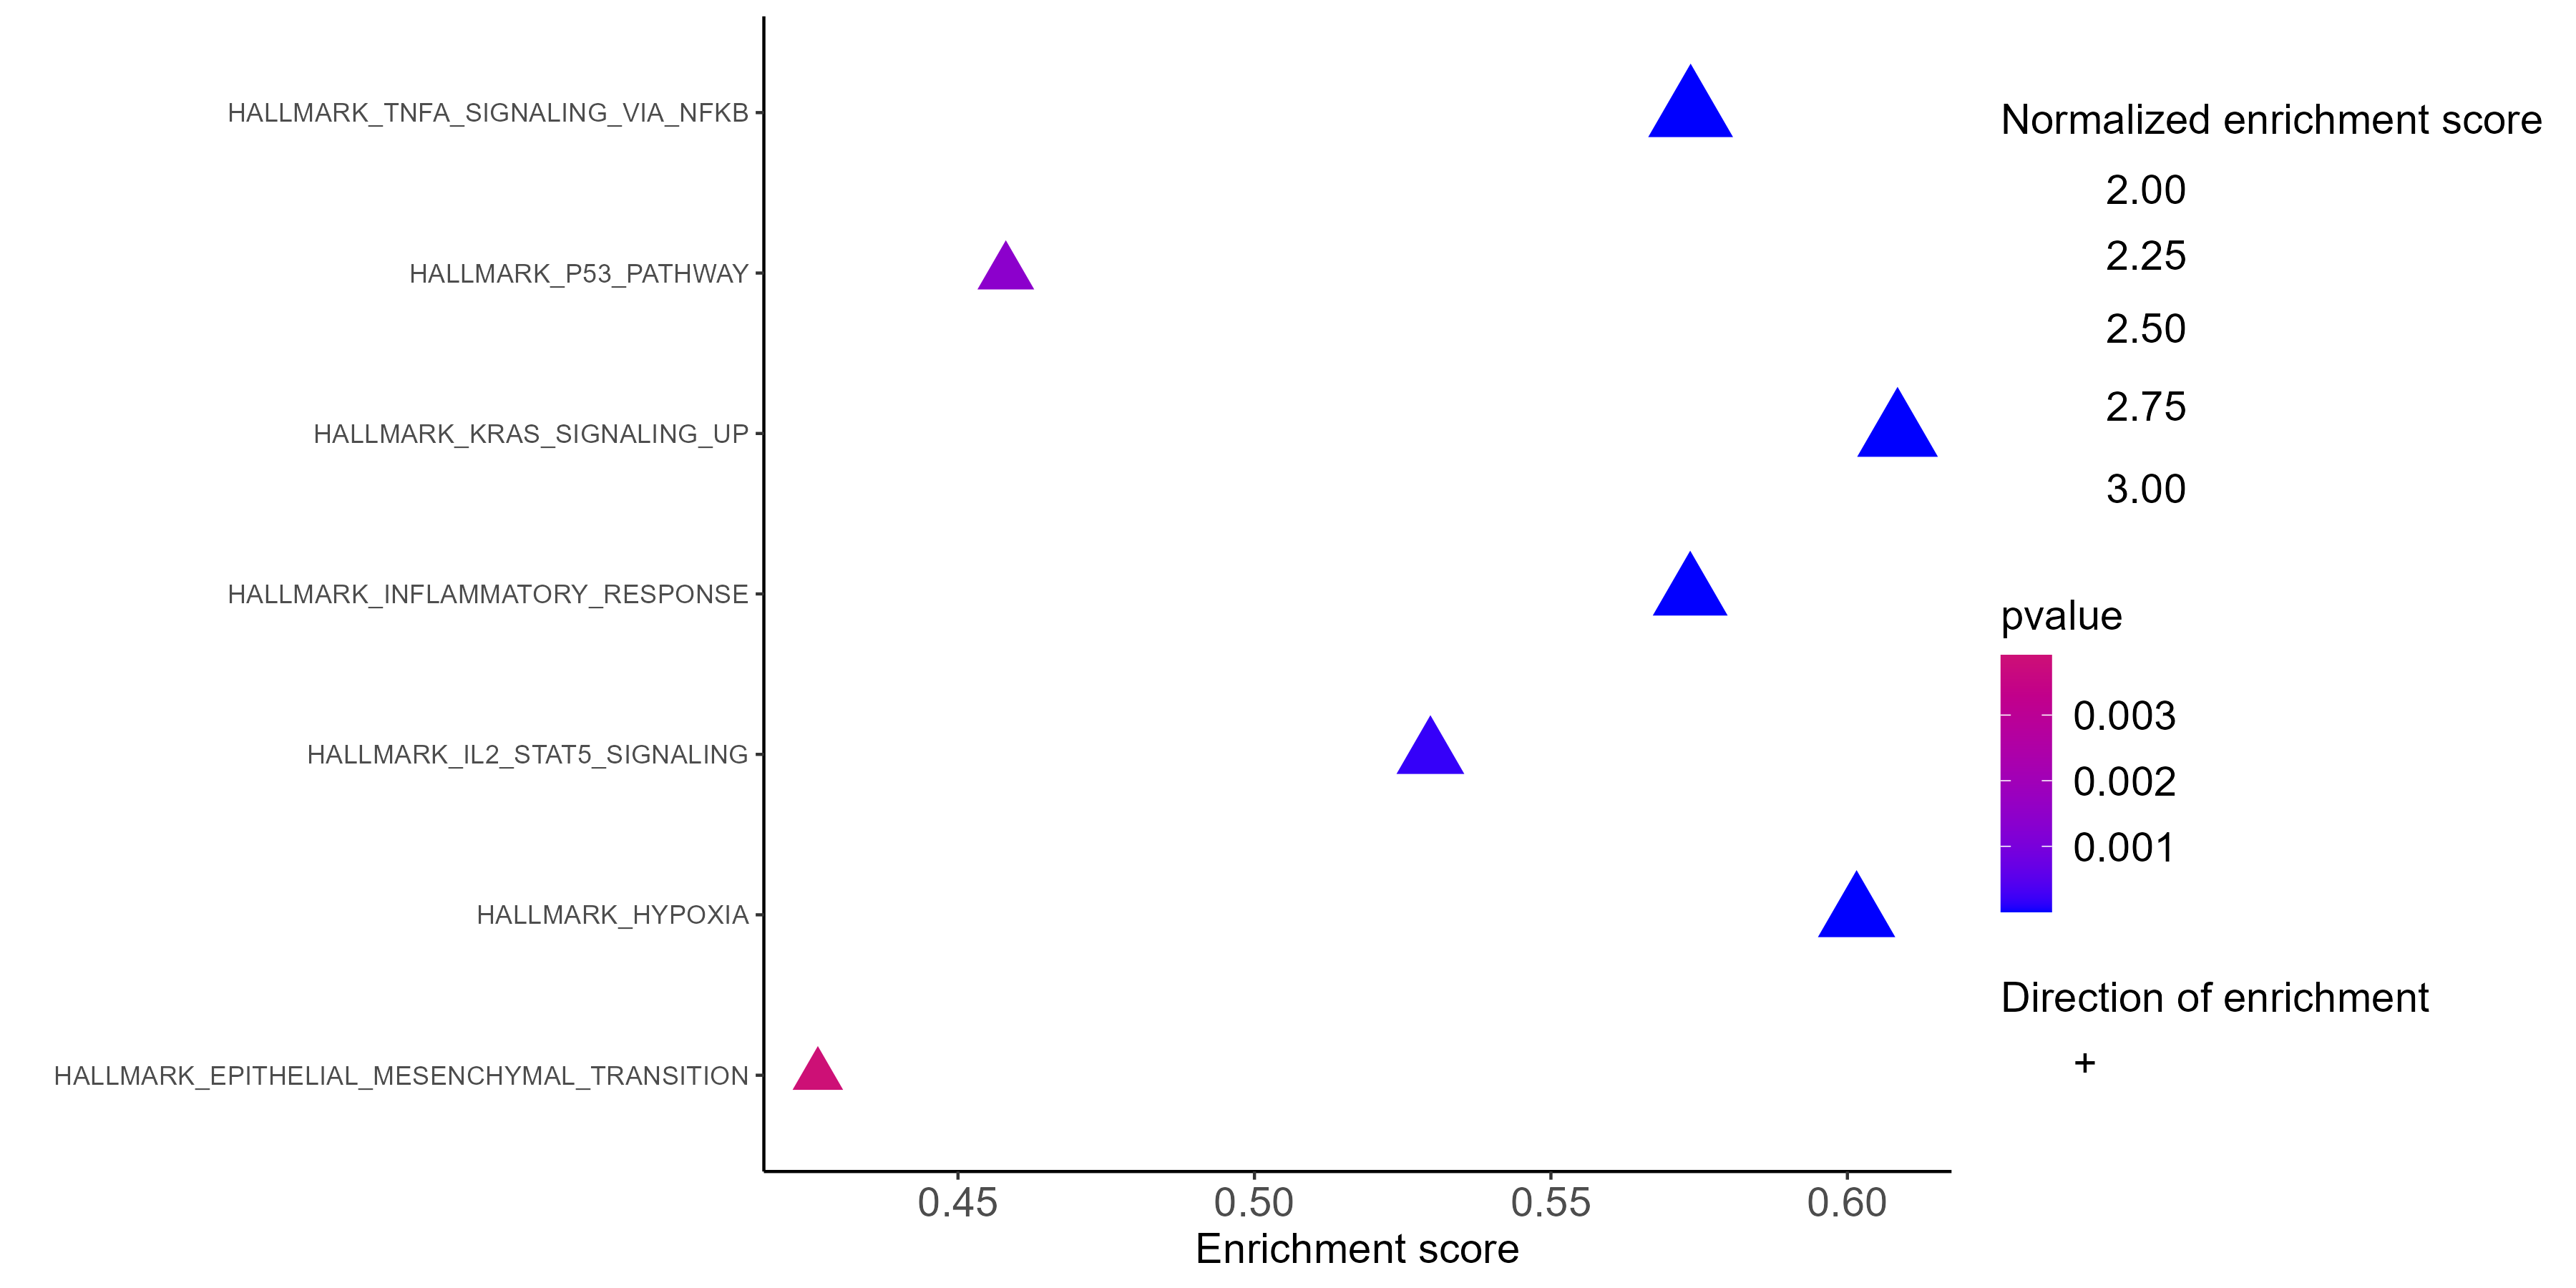 HALLMARK_TNFA_SIGNALING_VIA_NFKB
HALLMARK_P53_PATHWAY
HALLMARK_KRAS_SIGNALING_UP
HALLMARK_INFLAMMATORY_RESPONSE
HALLMARK_IL2_STAT5_SIGNALING
HALLMARK_HYPOXIA
HALLMARK_EPITHELIAL_MESENCHYMAL_TRANSITION
0.45
0.50
0.55
0.60
Enrichment score
Normalized enrichment score
2.00
2.25
2.50
2.75
3.00
pvalue
0.003
0.002
0.001
Direction of enrichment
+